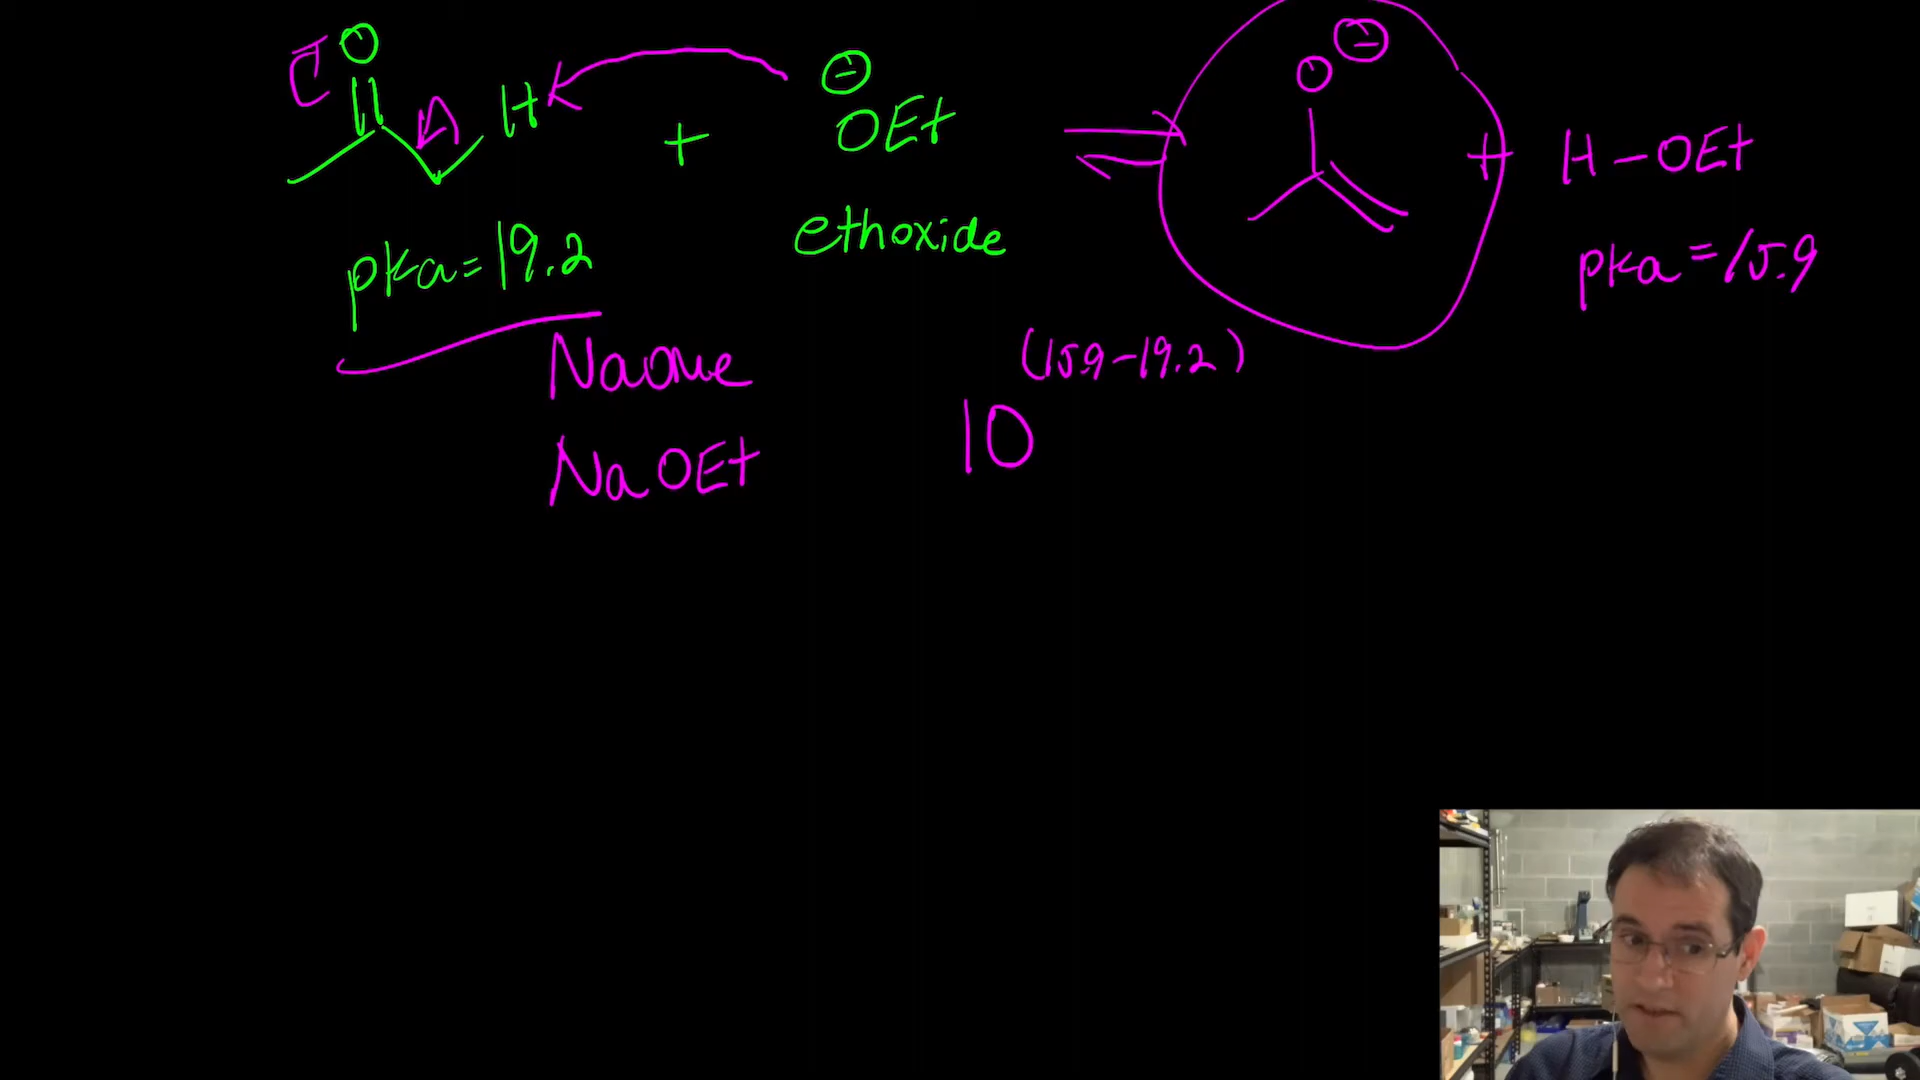 O H + ⊖ OEt ⇌ O ⊖ + H-OEt
pka=19.2 ethoxide pka=15.9
NaOMe
NaOEt
10^(15.9-19.2)